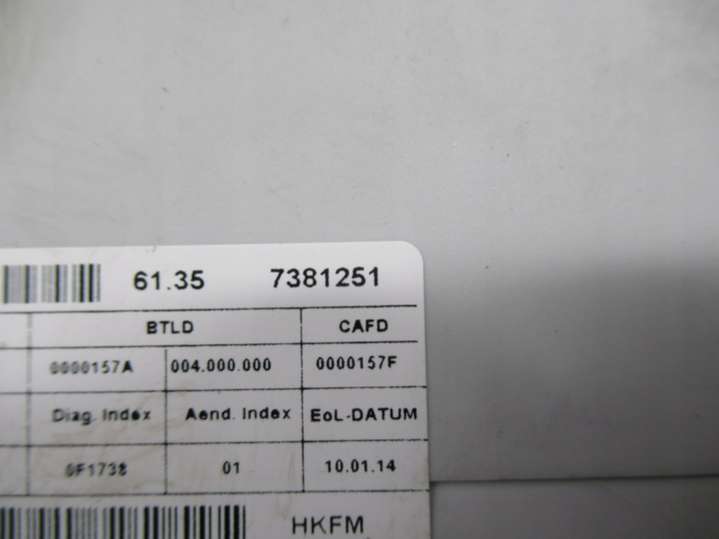 61.35 7381251
BTLD CAFD
0000157A 004.000.000 0000157F
Diag. Index Aend. Index EoL-DATUM
0F1738 01 10.01.14
HKFM